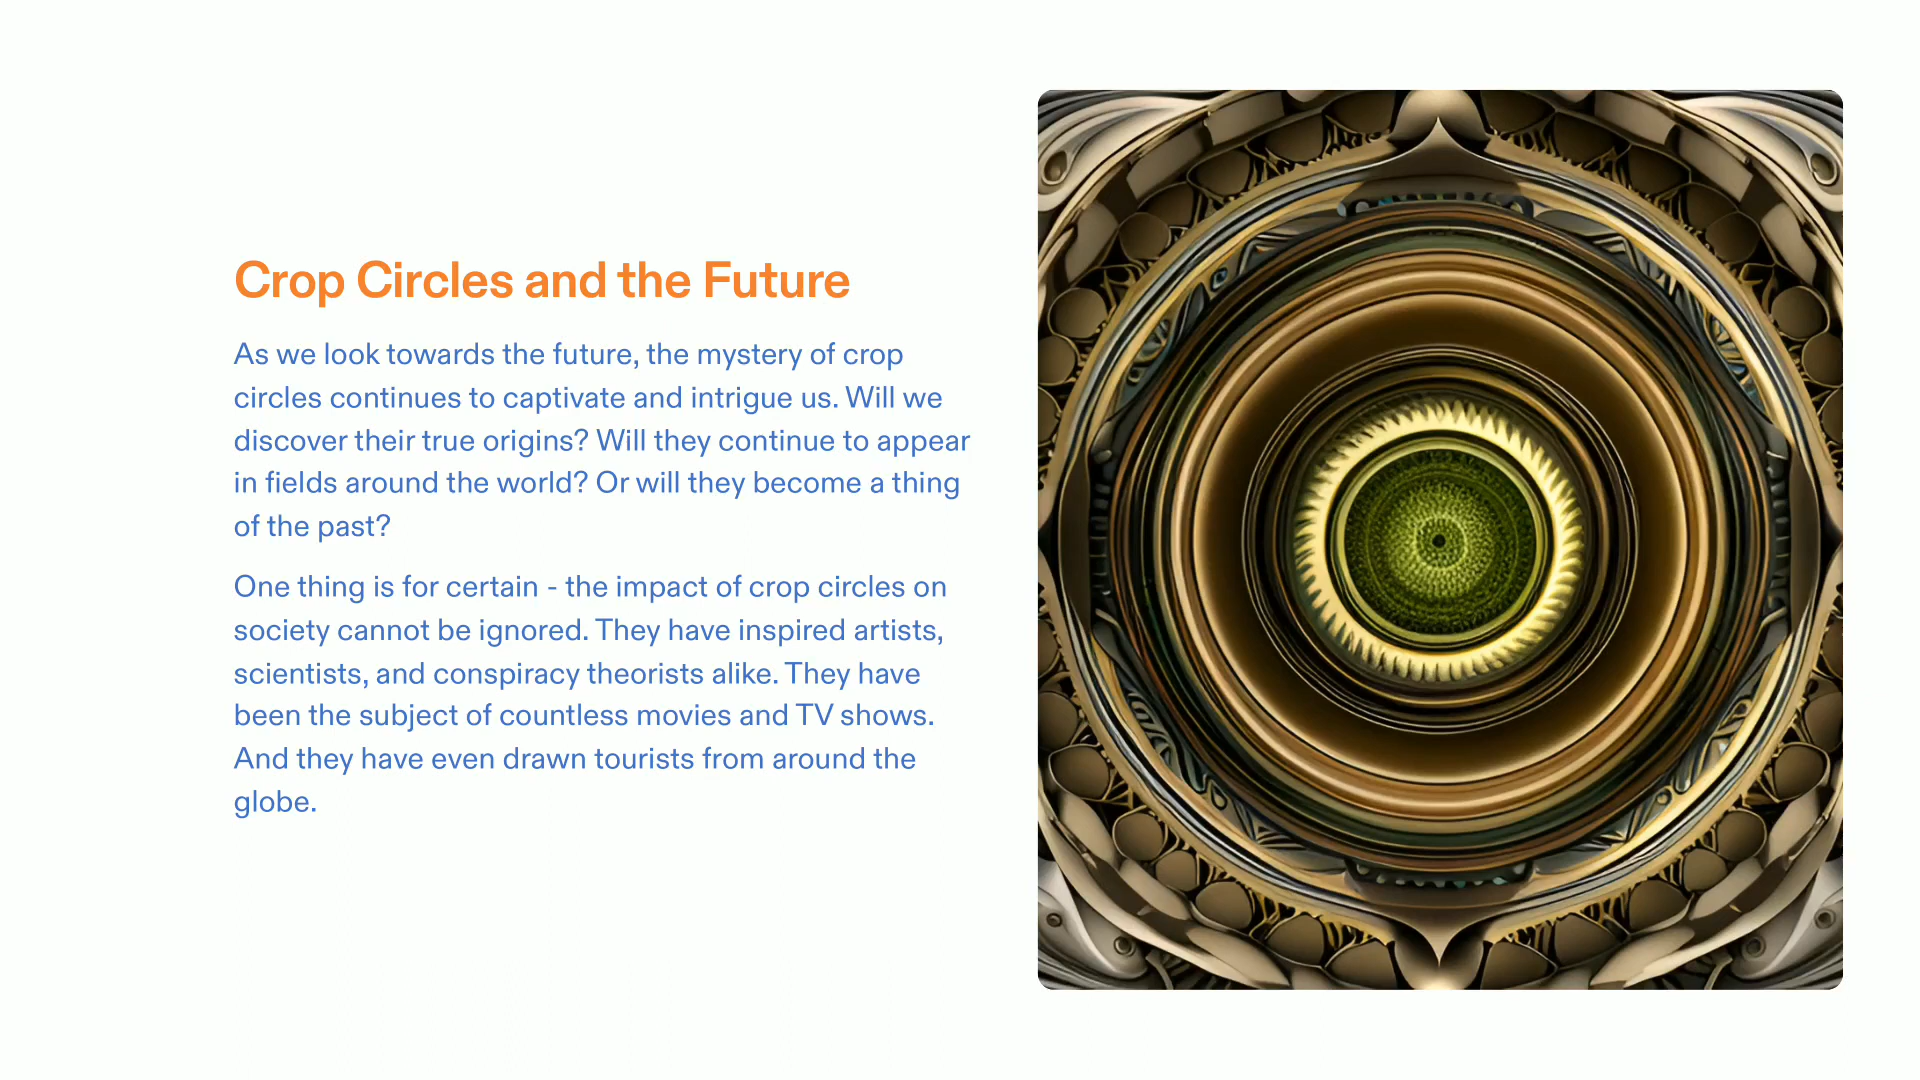 Crop Circles and the Future
As we look towards the future, the mystery of crop
circles continues to captivate and intrigue us. Will we
discover their true origins? Will they continue to appear
in fields around the world? Or will they become a thing
of the past?
One thing is for certain - the impact of crop circles on
society cannot be ignored. They have inspired artists,
scientists, and conspiracy theorists alike. They have
been the subject of countless movies and TV shows.
And they have even drawn tourists from around the
globe.